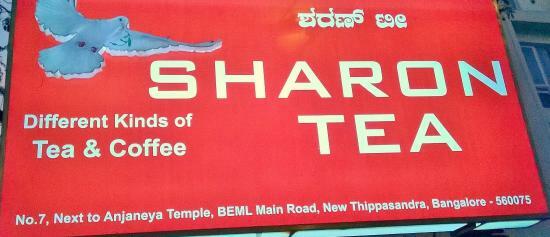 ಶರಣ್ ಟೀ
SHARON
TEA
Different Kinds of
Tea & Coffee
No.7, Next to Anjaneya Temple, BEML Main Road, New Thippasandra, Bangalore - 560075